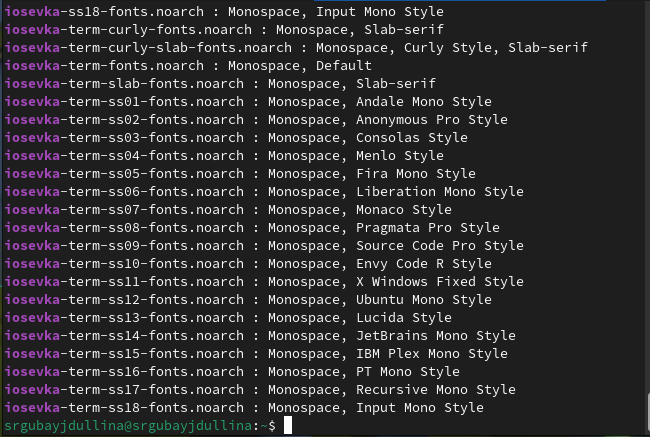 iosevka-ss18-fonts.noarch : Monospace, Input Mono Style
iosevka-term-curly-fonts.noarch : Monospace, Slab-serif
iosevka-term-curly-slab-fonts.noarch : Monospace, Curly Style, Slab-serif
iosevka-term-fonts.noarch : Monospace, Default
iosevka-term-slab-fonts.noarch : Monospace, Slab-serif
iosevka-term-ss01-fonts.noarch : Monospace, Andale Mono Style
iosevka-term-ss02-fonts.noarch : Monospace, Anonymous Pro Style
iosevka-term-ss03-fonts.noarch : Monospace, Consolas Style
iosevka-term-ss04-fonts.noarch : Monospace, Menlo Style
iosevka-term-ss05-fonts.noarch : Monospace, Fira Mono Style
iosevka-term-ss06-fonts.noarch : Monospace, Liberation Mono Style
iosevka-term-ss07-fonts.noarch : Monospace, Monaco Style
iosevka-term-ss08-fonts.noarch : Monospace, Pragmata Pro Style
iosevka-term-ss09-fonts.noarch : Monospace, Source Code Pro Style
iosevka-term-ss10-fonts.noarch : Monospace, Envy Code R Style
iosevka-term-ss11-fonts.noarch : Monospace, X Windows Fixed Style
iosevka-term-ss12-fonts.noarch : Monospace, Ubuntu Mono Style
iosevka-term-ss13-fonts.noarch : Monospace, Lucida Style
iosevka-term-ss14-fonts.noarch : Monospace, JetBrains Mono Style
iosevka-term-ss15-fonts.noarch : Monospace, IBM Plex Mono Style
iosevka-term-ss16-fonts.noarch : Monospace, PT Mono Style
iosevka-term-ss17-fonts.noarch : Monospace, Recursive Mono Style
iosevka-term-ss18-fonts.noarch : Monospace, Input Mono Style
srgubayjdullina@srgubayjdullina:~$